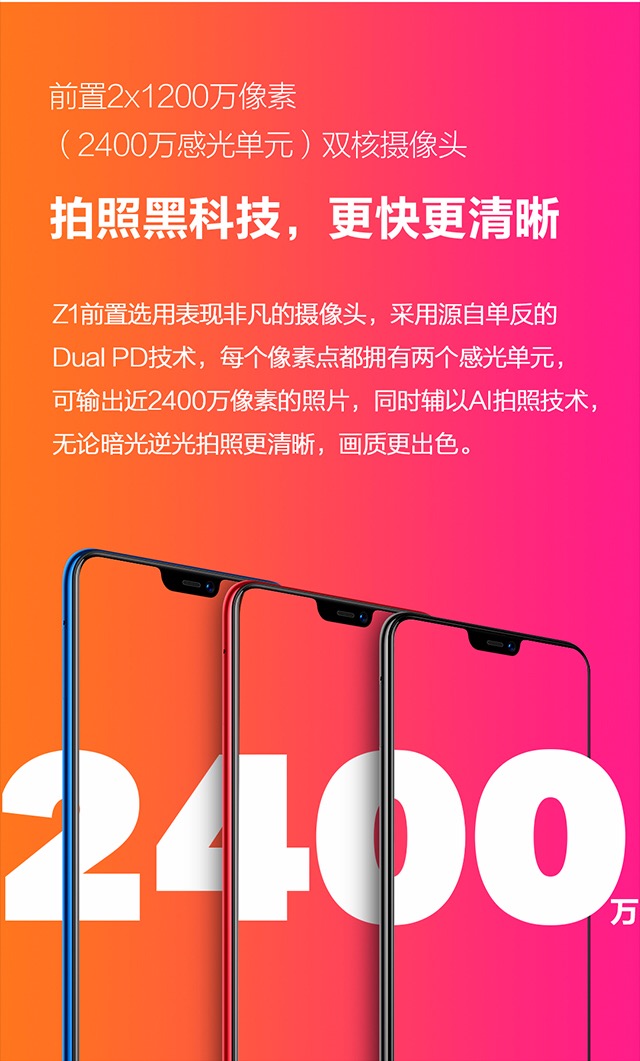 前置2x1200万像素
（2400万感光单元）双核摄像头
拍照黑科技，更快更清晰
Z1前置选用表现非凡的摄像头，采用源自单反的
Dual PD技术，每个像素点都拥有两个感光单元，
可输出近2400万像素的照片，同时辅以AI拍照技术，
无论暗光逆光拍照更清晰，画质更出色。
2400万